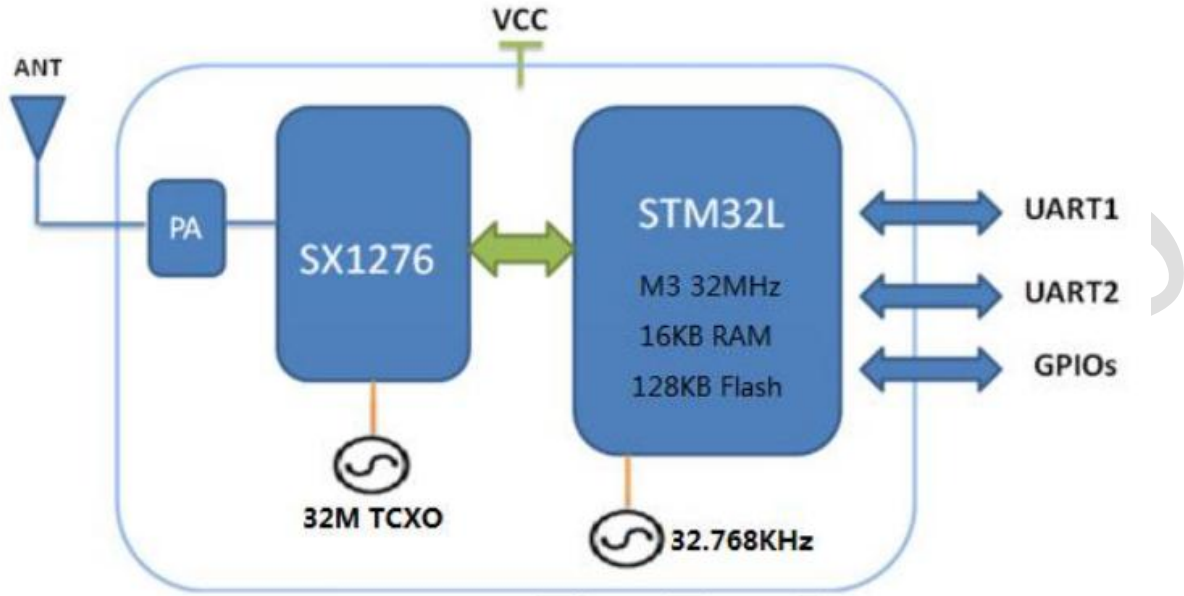 VCC
ANT
PA
SX1276
STM32L
M3 32MHz
16KB RAM
128KB Flash
UART1
UART2
GPIOs
32M TCXO
32.768KHz